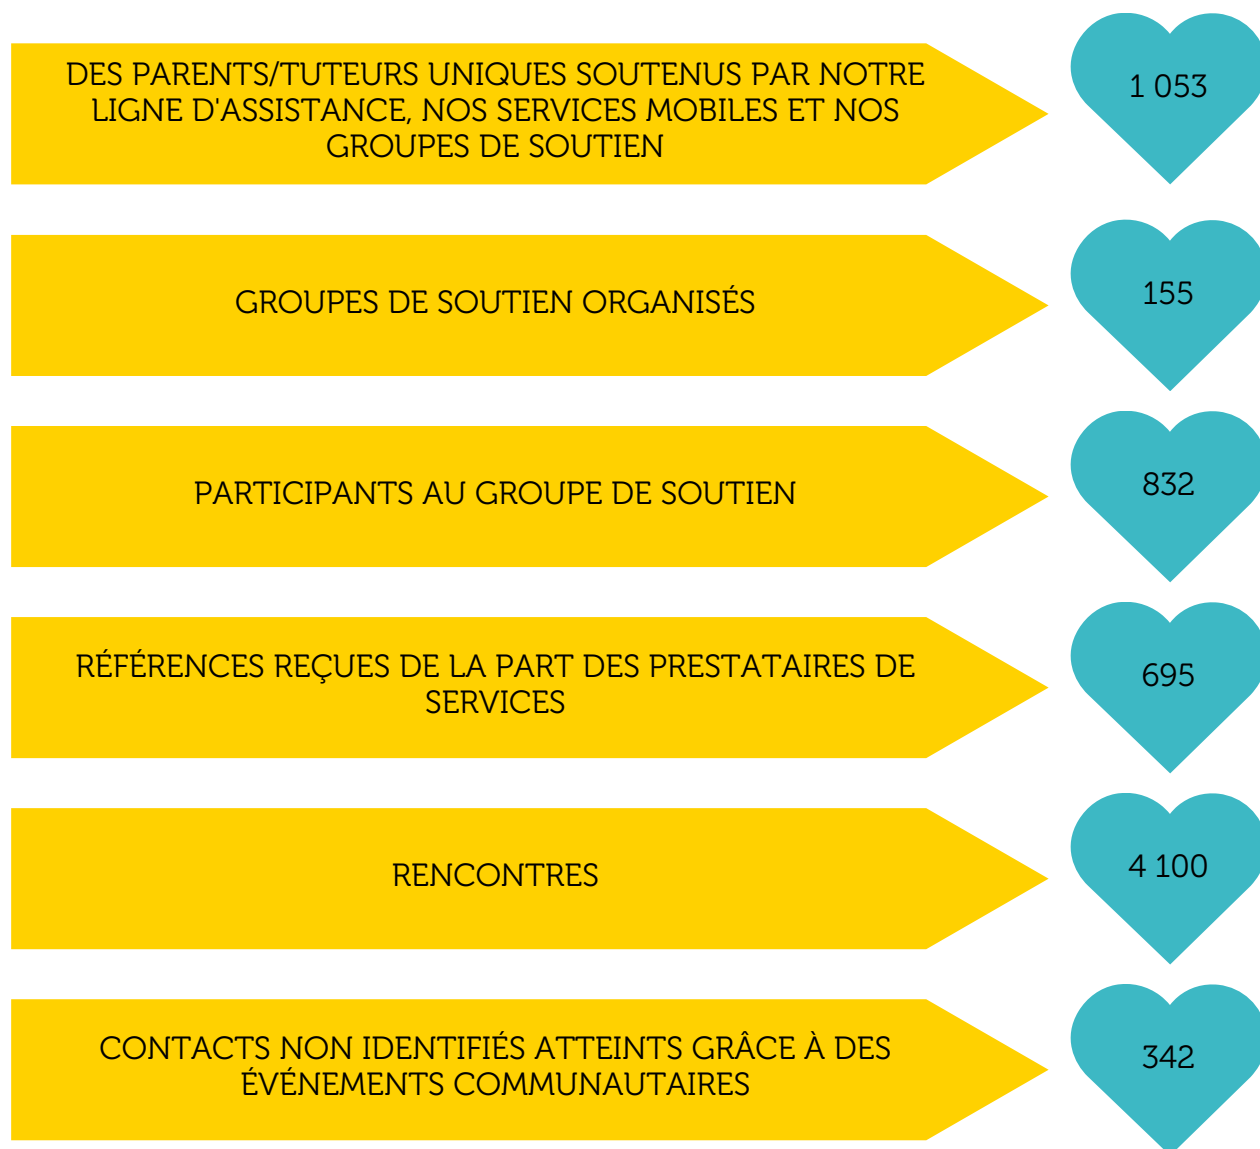 DES PARENTS/TUTEURS UNIQUES SOUTENUS PAR NOTRE
LIGNE D'ASSISTANCE, NOS SERVICES MOBILES ET NOS
GROUPES DE SOUTIEN
1 053
GROUPES DE SOUTIEN ORGANISÉS
155
PARTICIPANTS AU GROUPE DE SOUTIEN
832
RÉFÉRENCES REÇUES DE LA PART DES PRESTATAIRES DE
SERVICES
695
RENCONTRES
4 100
CONTACTS NON IDENTIFIÉS ATTEINTS GRÂCE À DES
ÉVÉNEMENTS COMMUNAUTAIRES
342